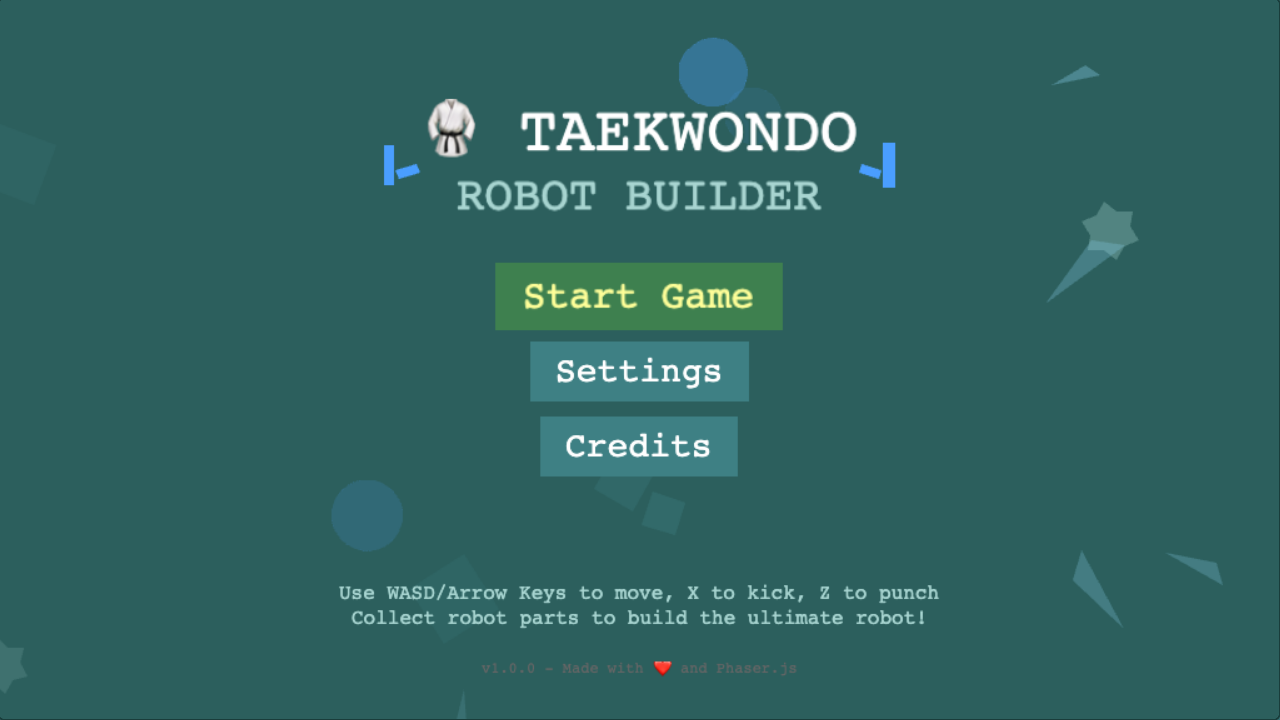 🥋 TAEKWONDO
ROBOT BUILDER
Start Game
Settings
Credits
Use WASD/Arrow Keys to move, X to kick, Z to punch
Collect robot parts to build the ultimate robot!
v1.0.0 - Made with ❤️ and Phaser.js